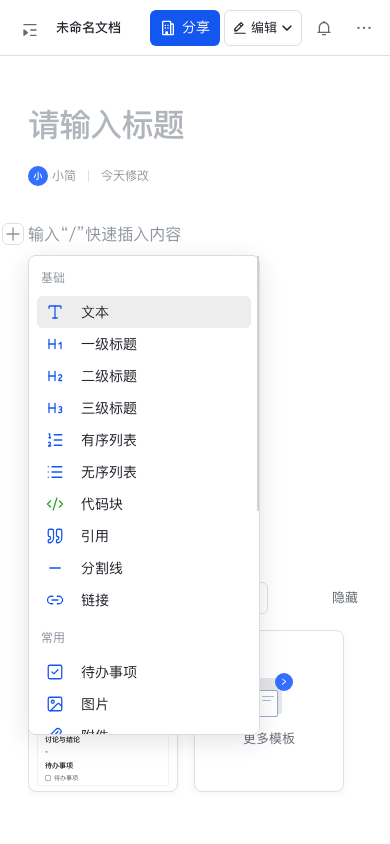 未命名文档
分享
编辑
请输入标题
小
小简
今天修改
输入“/”快速插入内容
基础
文本
一级标题
二级标题
三级标题
有序列表
无序列表
代码块
引用
分割线
链接
隐藏
常用
待办事项
图片
附件
讨论与结论
待办事项
待办事项
更多模板